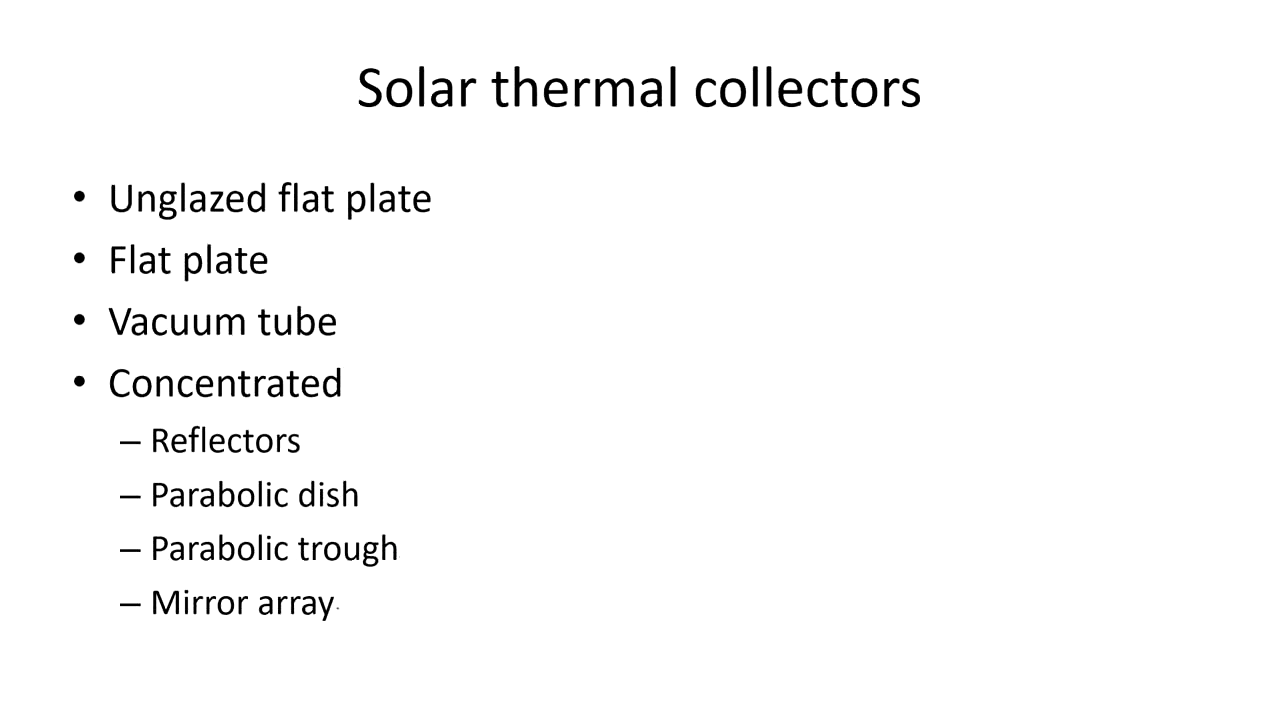 Solar thermal collectors
• Unglazed flat plate
• Flat plate
• Vacuum tube
• Concentrated
– Reflectors
– Parabolic dish
– Parabolic trough
– Mirror array